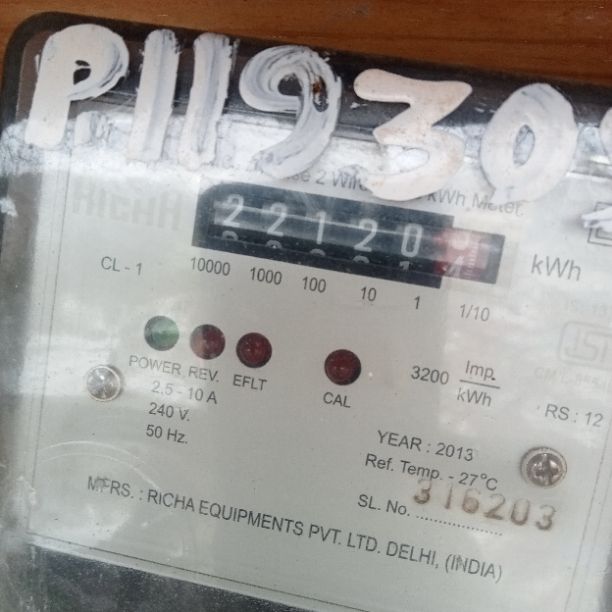 P11930
2 Wire kWh Meter
RICHA
22120
kWh
CL - 1 10000 1000 100 10 1 1/10
POWER REV. EFLT CAL
3200 Imp.
kWh
2.5 - 10 A
240 V.
50 Hz.
RS : 12
YEAR : 2013
Ref. Temp. - 27°C
SL. No. 316203
MFRS. : RICHA EQUIPMENTS PVT. LTD. DELHI, (INDIA)